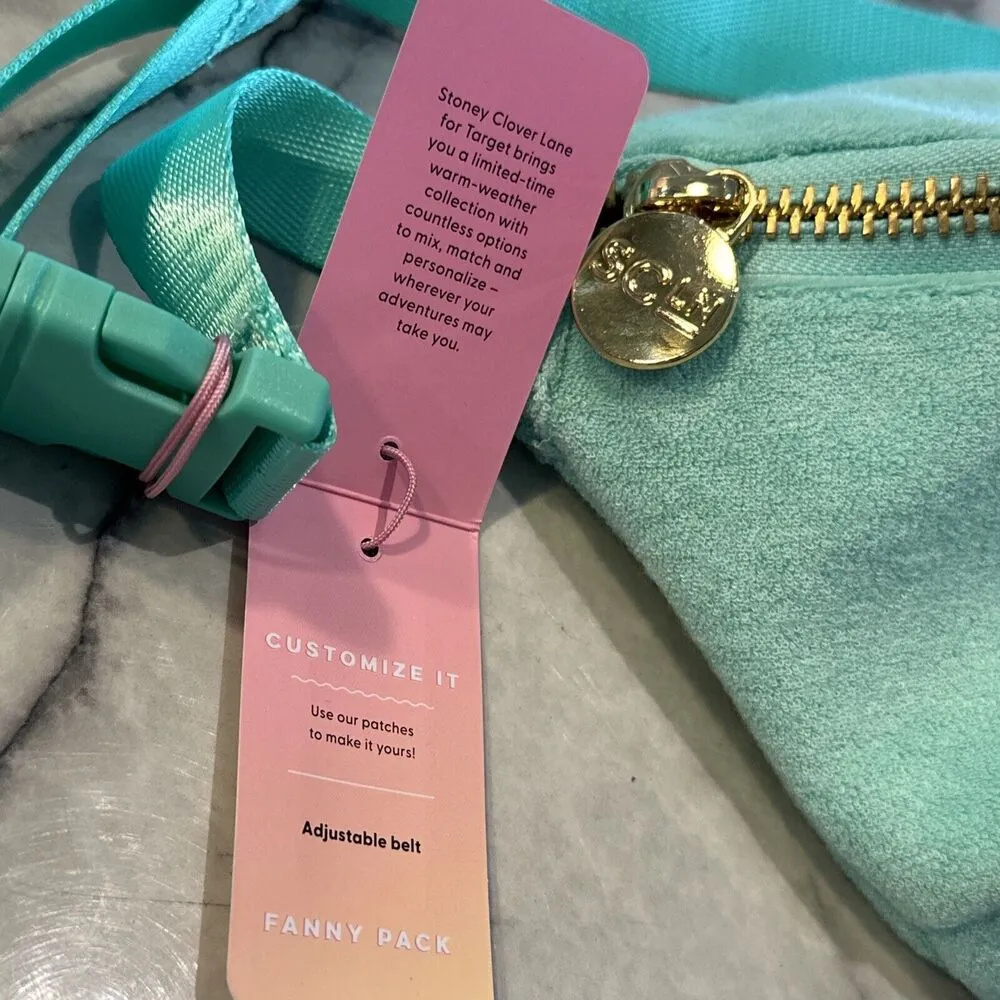 Stoney Clover Lane
for Target brings
you a limited-time
warm-weather
collection with
countless options
to mix, match and
personalize –
wherever your
adventures may
take you.
SCLN
CUSTOMIZE IT
Use our patches
to make it yours!
Adjustable belt
FANNY PACK